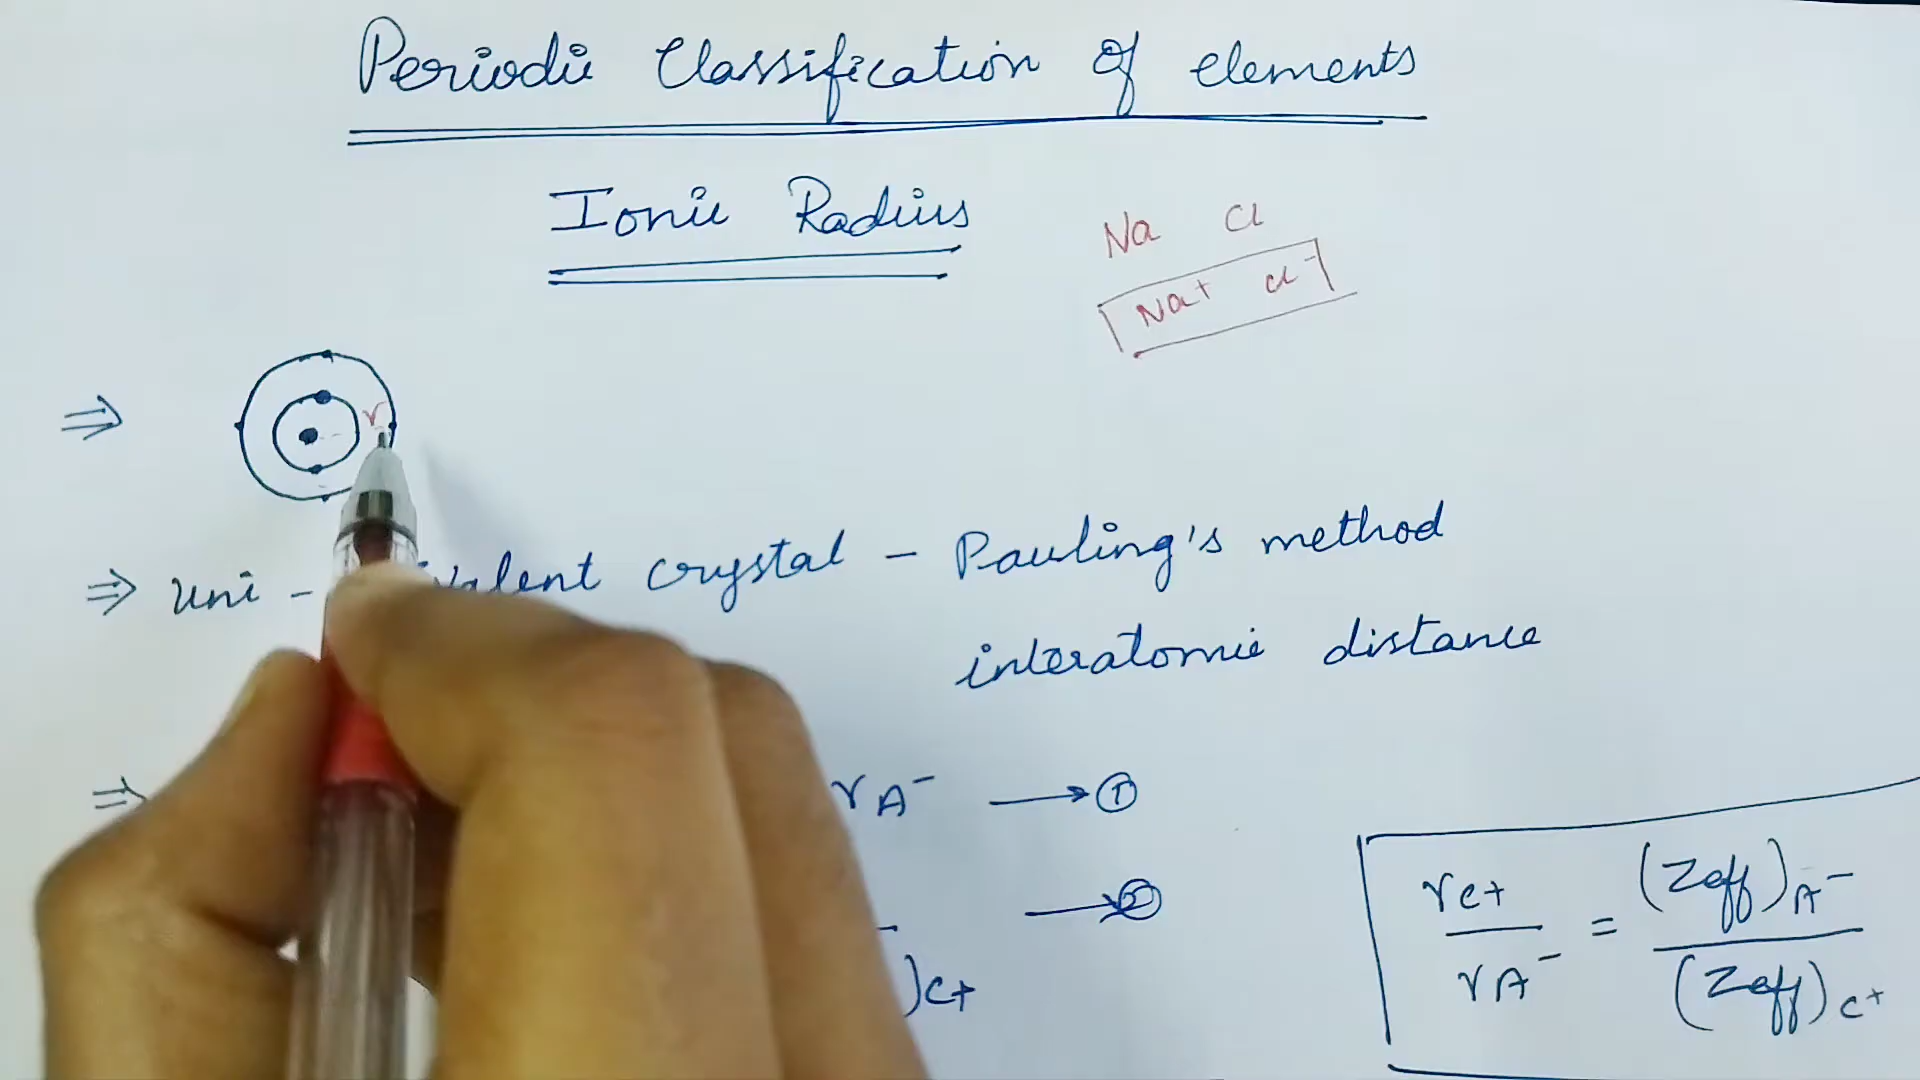 Periodic Classification Of elements
Ionic Radius
Na Cl
Na+ Cl-
r
⇒
⇒ Uni - valent crystal - Pauling's method
interatomic distance
⇒ rA- → ①
→ ②
)C+
rC+ / rA- = (Zeff)A- / (Zeff)C+